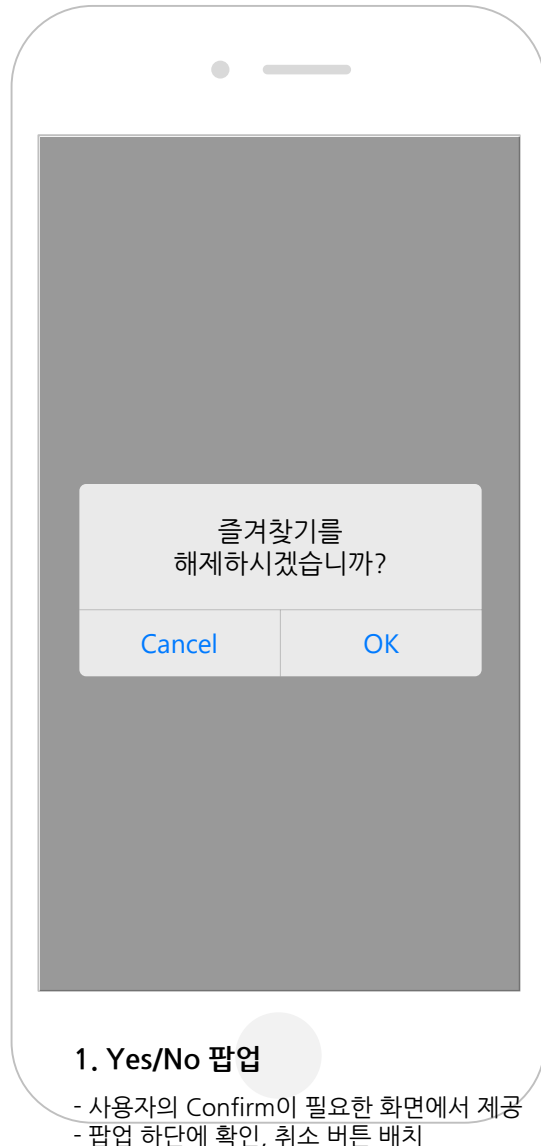 즐겨찾기를
해제하시겠습니까?
Cancel
OK
1. Yes/No 팝업
- 사용자의 Confirm이 필요한 화면에서 제공
- 팝업 하단에 확인, 취소 버튼 배치